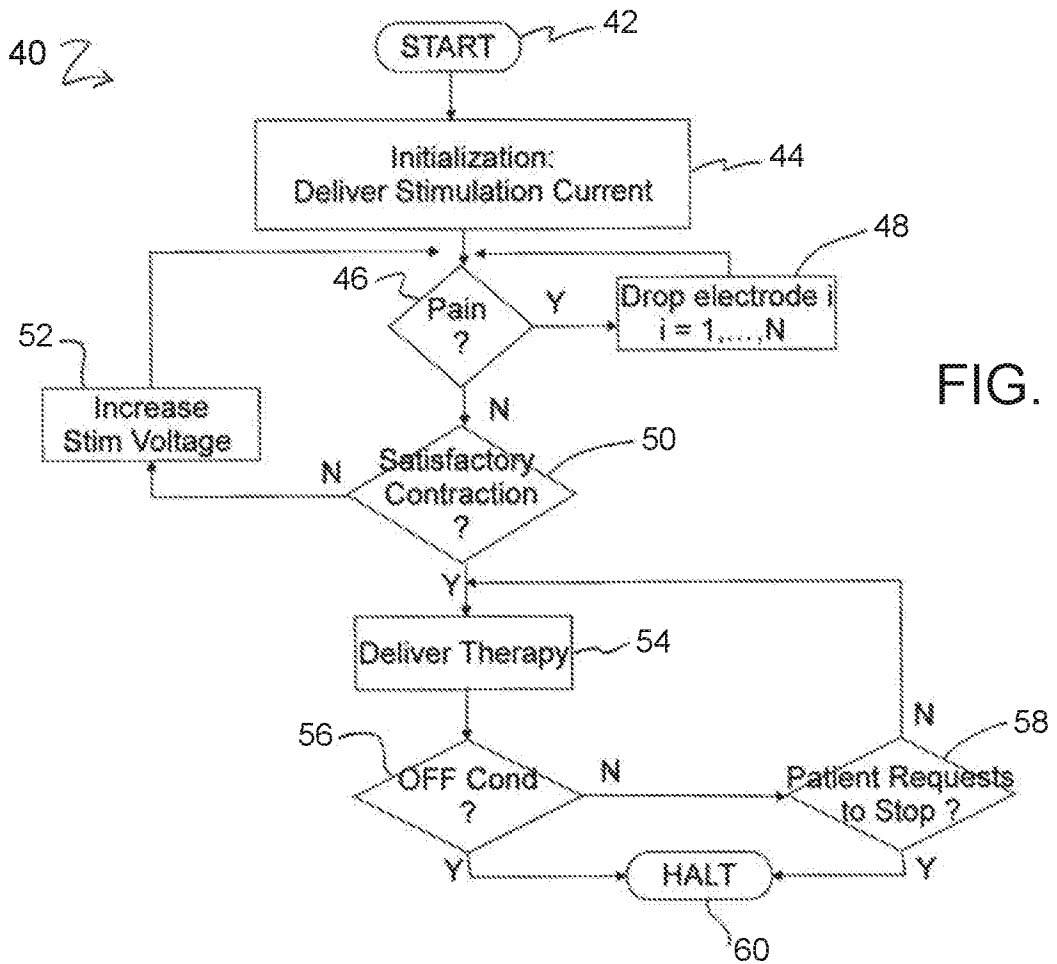 40
START
42
Initialization:
Deliver Stimulation Current
44
46
Pain
?
Y
48
Drop electrode i
i = 1,...,N
52
Increase
Stim Voltage
FIG.
N
50
N
Satisfactory
Contraction
?
Y
Deliver Therapy
54
N
56
58
OFF Cond
?
N
Patient Requests
to Stop ?
Y
HALT
Y
60